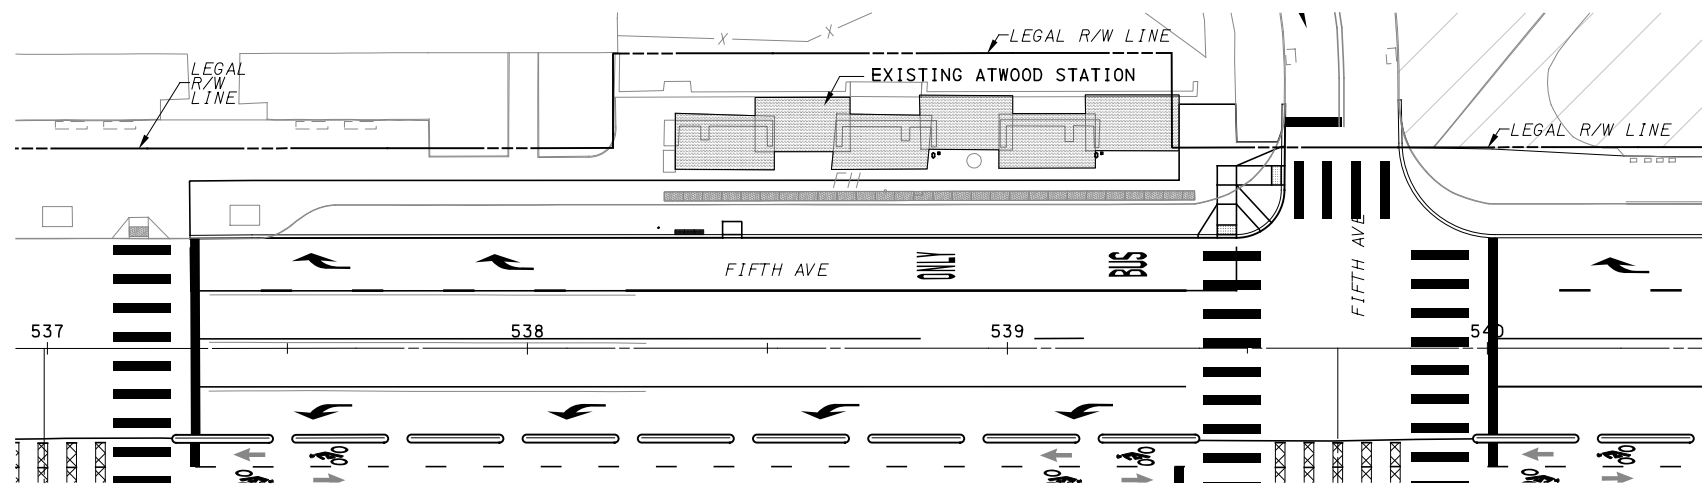 LEGAL R/W LINE
LEGAL
R/W
LINE
EXISTING ATWOOD STATION
LEGAL R/W LINE
FIFTH AVE
ONLY
BUS
FIFTH AVE
537
538
539
540